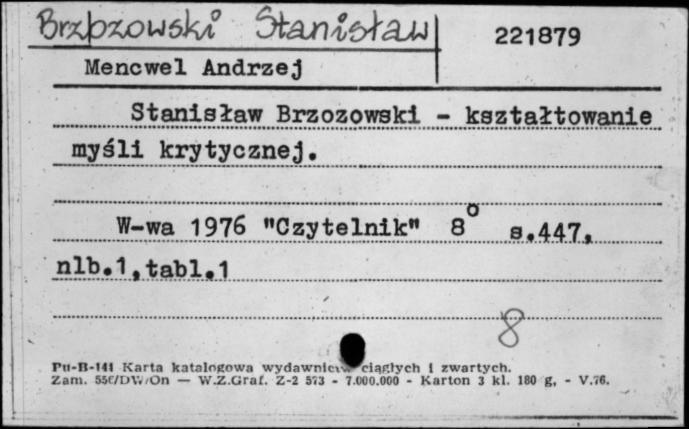 Brzozowski Stanisław
221879
Mencwel Andrzej
Stanisław Brzozowski - kształtowanie
myśli krytycznej.
W-wa 1976 "Czytelnik" 8° s.447,
nlb.1,tabl.1
8
Pu-B-141 Karta katalogowa wydawnictw ciągłych i zwartych.
Zam. 556/DW/On — W.Z.Graf. Z-2 573 - 7.000.000 - Karton 3 kl. 180 g. - V.76.